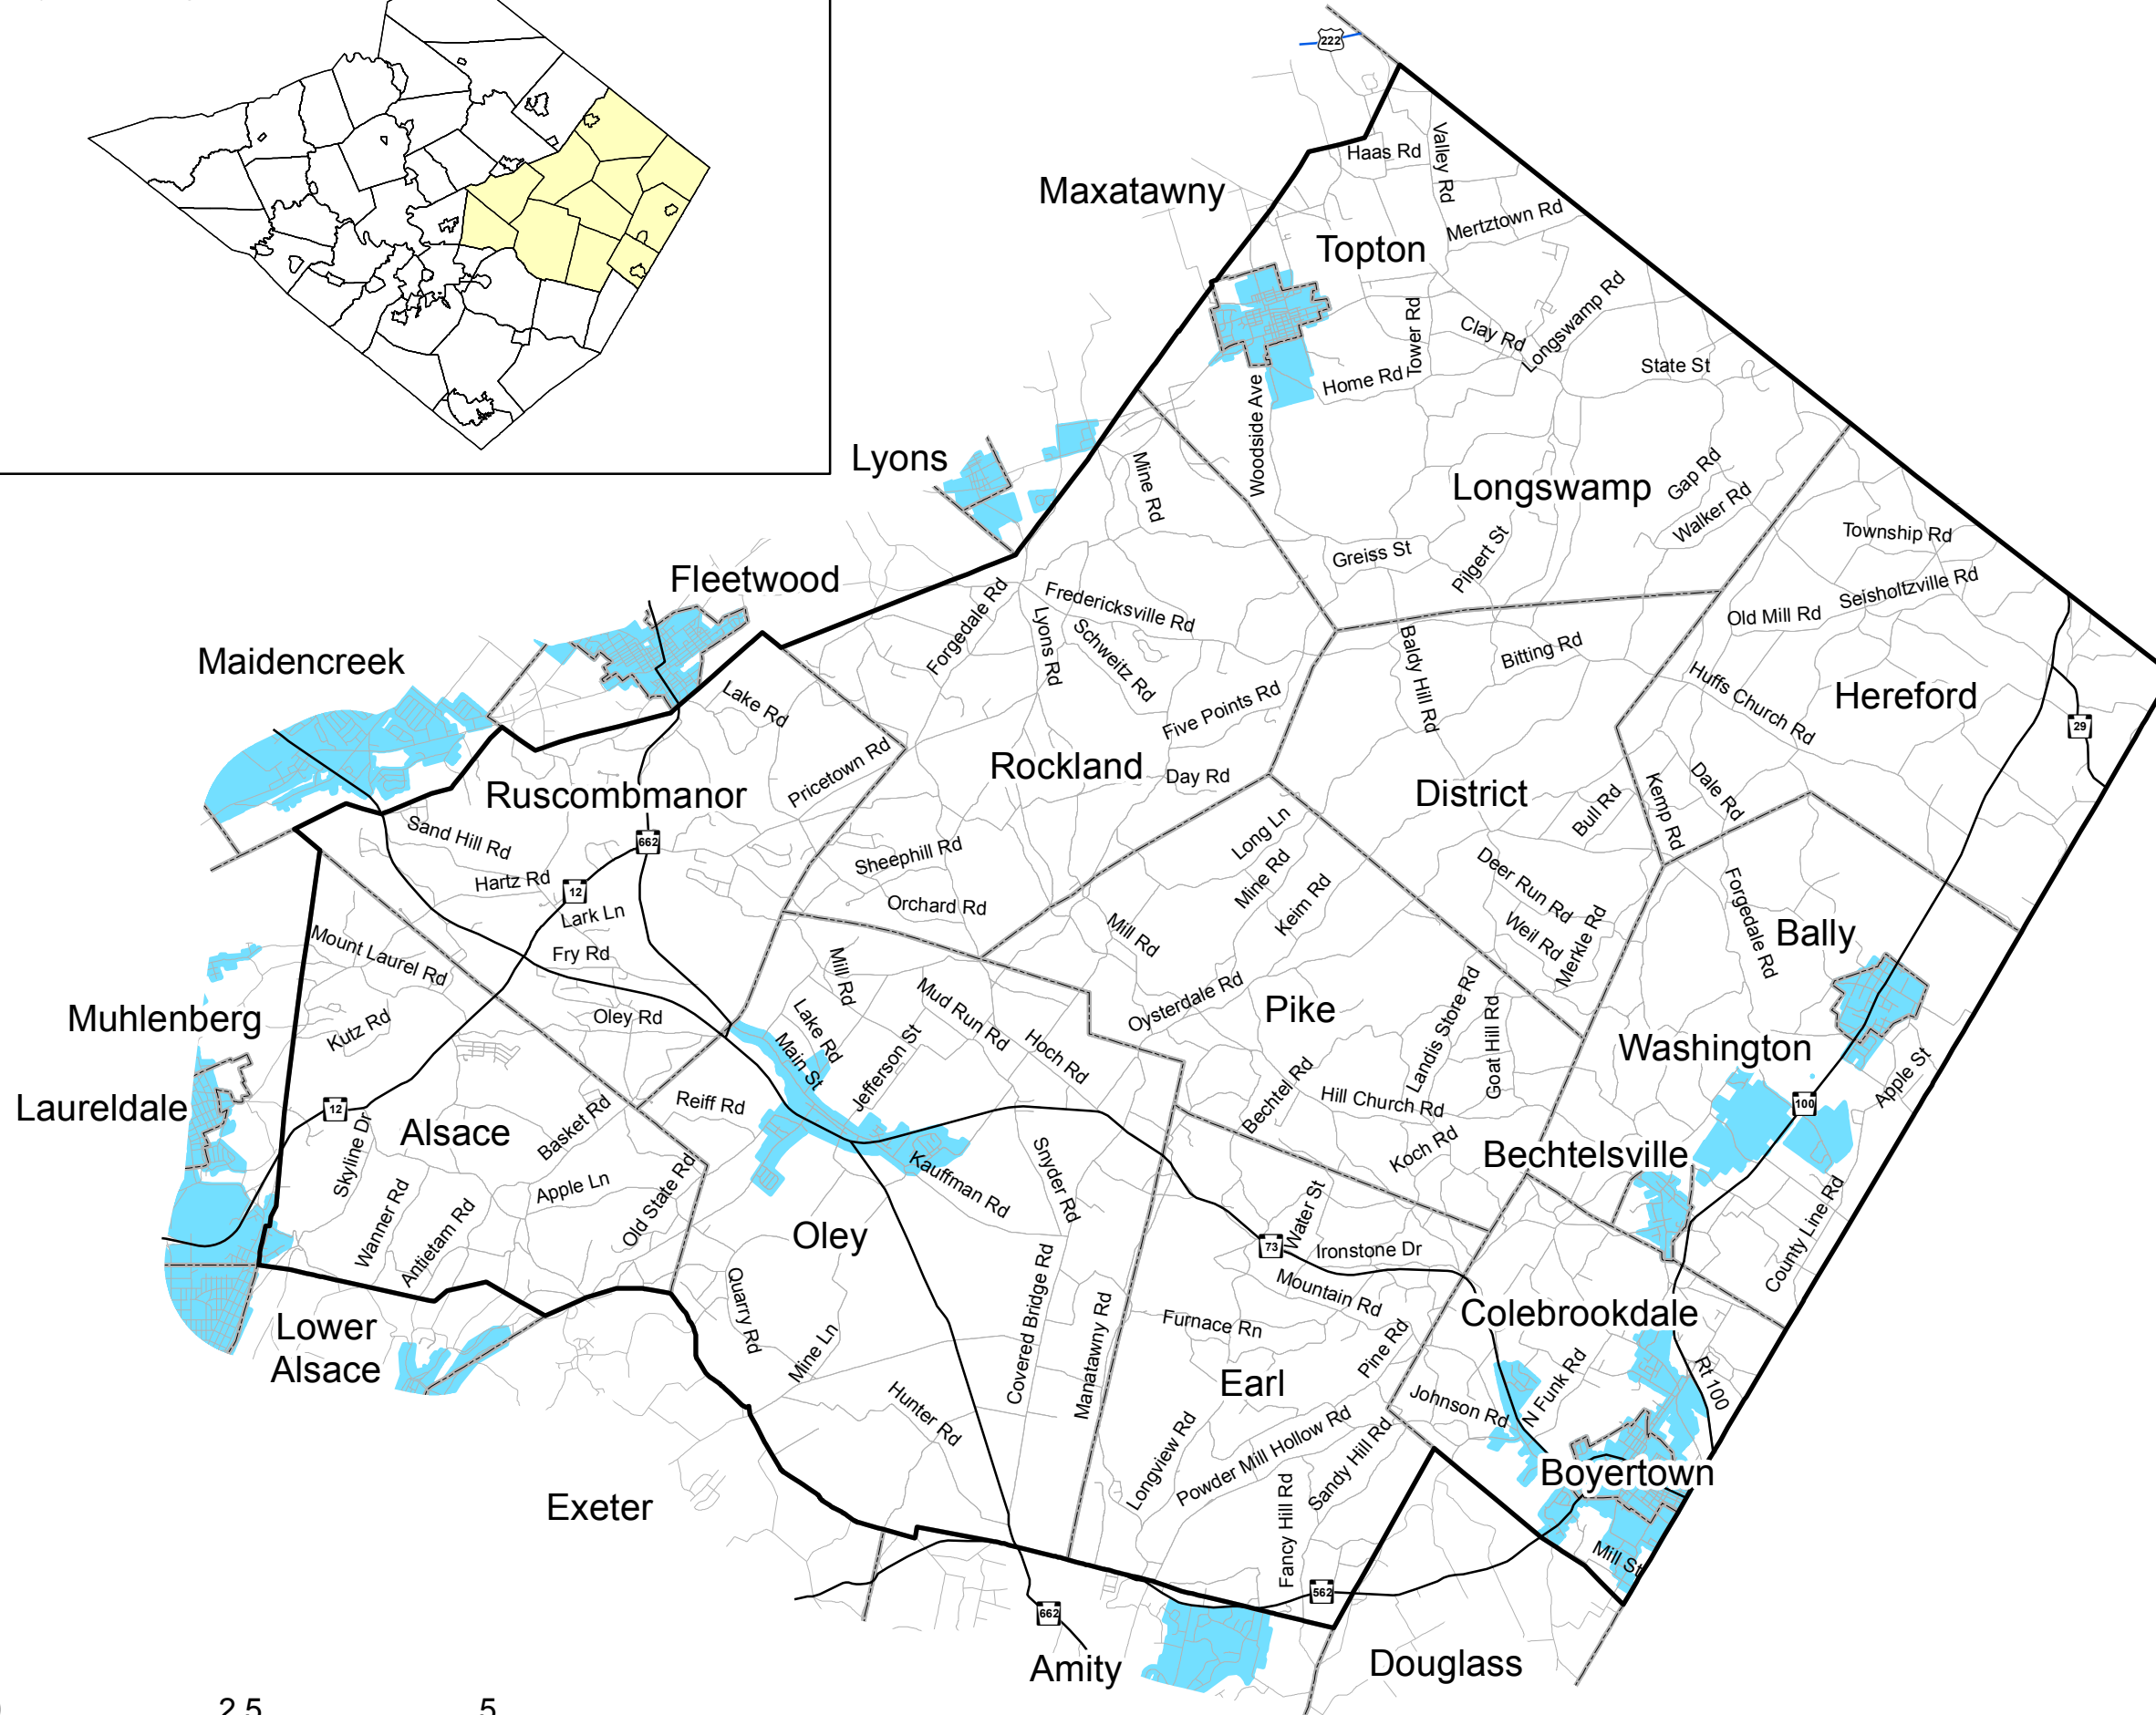 222
Haas Rd
Valley Rd
Maxatawny
Mertztown Rd
Topton
Longswamp Rd
Tower Rd
Clay Rd
State St
Home Rd
Woodside Ave
Lyons
Mine Rd
Longswamp
Gap Rd
Walker Rd
Township Rd
Greiss St
Pilgert St
Fleetwood
Forgedale Rd
Fredericksville Rd
Seisholtzville Rd
Old Mill Rd
Lyons Rd
Schweitz Rd
Baldy Hill Rd
Bitting Rd
Maidencreek
Lake Rd
Huffs Church Rd
Hereford
Five Points Rd
29
Pricetown Rd
Rockland
Day Rd
Ruscombmanor
District
Bull Rd
Kemp Rd
Dale Rd
Sand Hill Rd
662
Long Ln
Sheephill Rd
Hartz Rd
12
Mine Rd
Keim Rd
Deer Run Rd
Orchard Rd
Lark Ln
Weil Rd
Merkle Rd
Forgedale Rd
Bally
Mount Laurel Rd
Fry Rd
Mill Rd
Mill Rd
Mud Run Rd
Oysterdale Rd
Pike
Landis Store Rd
Goat Hill Rd
Muhlenberg
Kutz Rd
Oley Rd
Lake Rd
Main St
Jefferson St
Hoch Rd
Washington
Apple St
Laureldale
12
Reiff Rd
Bechtel Rd
Hill Church Rd
100
Skyline Dr
Alsace
Basket Rd
Koch Rd
Bechtelsville
Kauffman Rd
Snyder Rd
Wanner Rd
Antietam Rd
Apple Ln
Old State Rd
Oley
Water St
County Line Rd
73
Ironstone Dr
Quarry Rd
Mountain Rd
Covered Bridge Rd
Manatawny Rd
Furnace Rn
Colebrookdale
Lower
Alsace
Mine Ln
Pine Rd
Earl
Rt 100
Hunter Rd
Johnson Rd
N Funk Rd
Longview Rd
Powder Mill Hollow Rd
Sandy Hill Rd
Boyertown
Exeter
Fancy Hill Rd
Mill St
562
662
Amity
Douglass
2.5
5